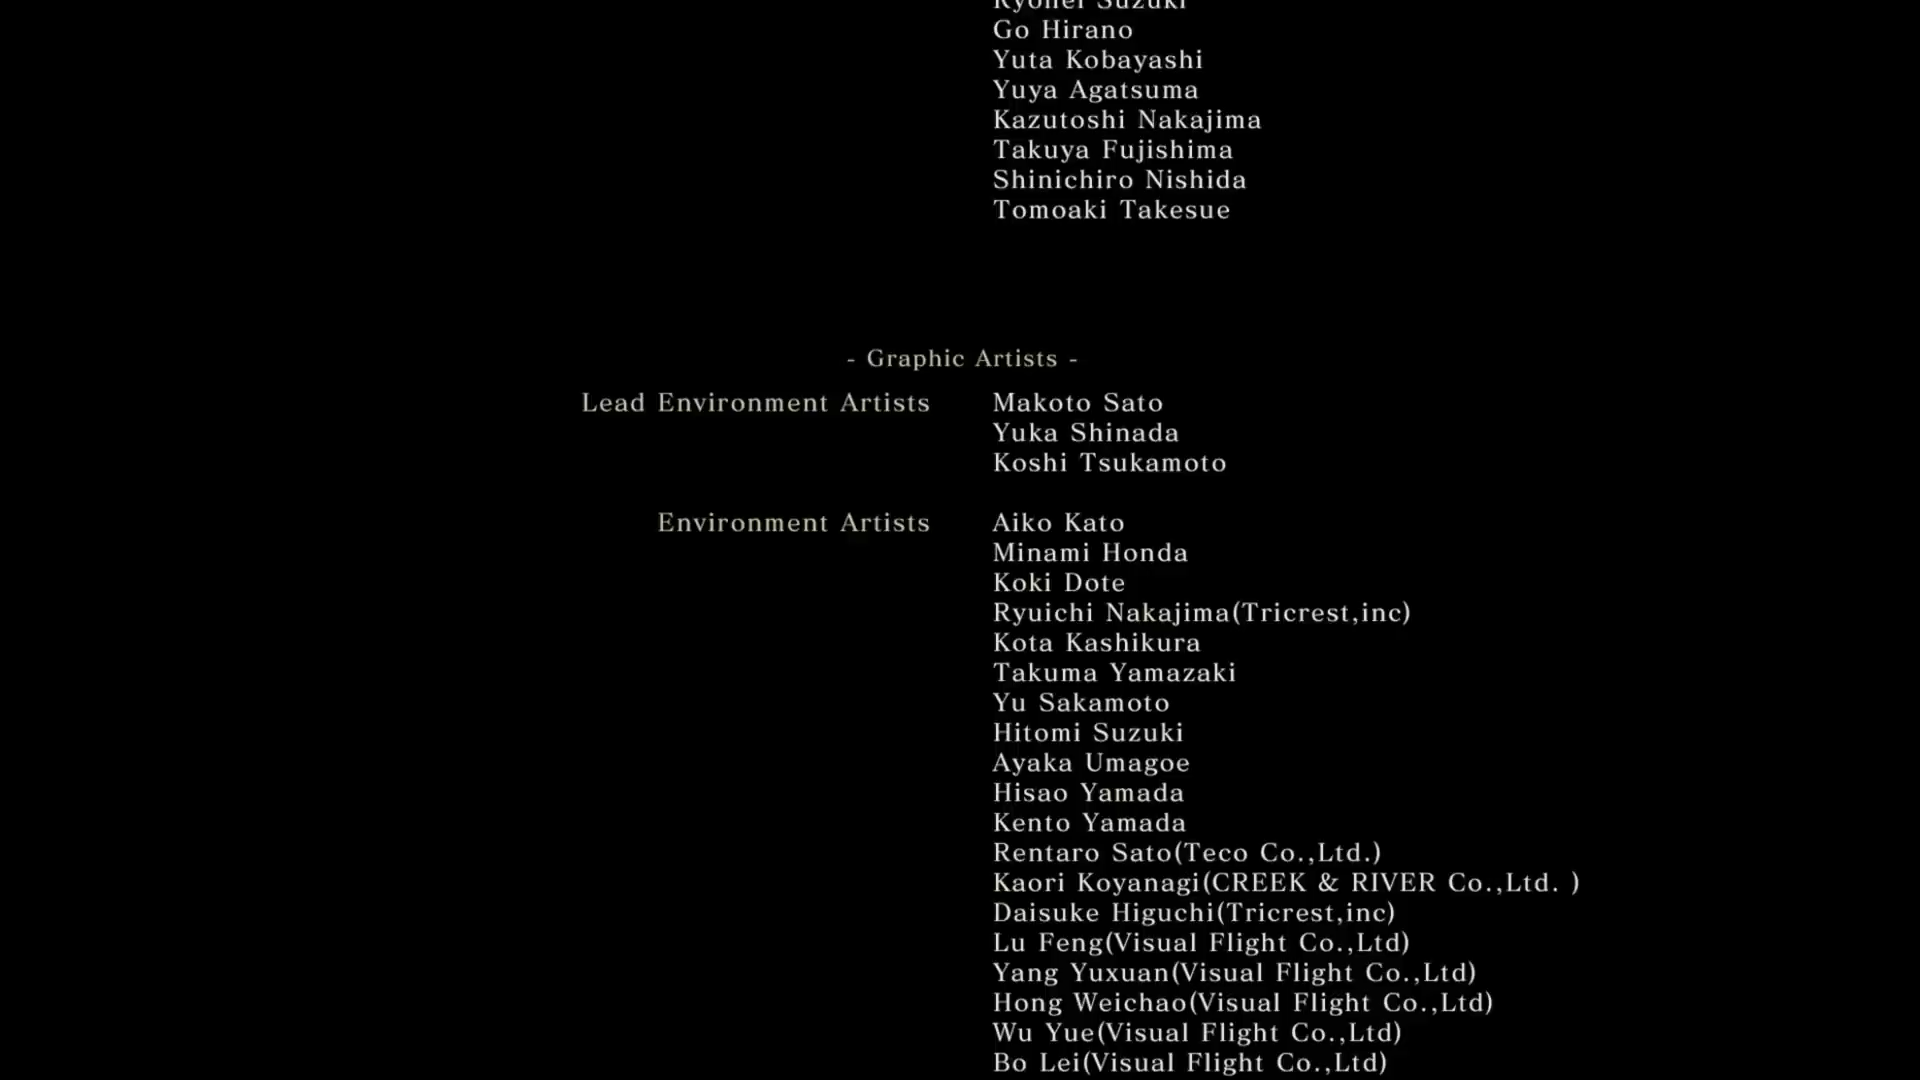 Ryohei Suzuki
Go Hirano
Yuta Kobayashi
Yuya Agatsuma
Kazutoshi Nakajima
Takuya Fujishima
Shinichiro Nishida
Tomoaki Takesue
- Graphic Artists -
Lead Environment Artists Makoto Sato
Yuka Shinada
Koshi Tsukamoto
Environment Artists Aiko Kato
Minami Honda
Koki Dote
Ryuichi Nakajima(Tricrest,inc)
Kota Kashikura
Takuma Yamazaki
Yu Sakamoto
Hitomi Suzuki
Ayaka Umagoe
Hisao Yamada
Kento Yamada
Rentaro Sato(Teco Co.,Ltd.)
Kaori Koyanagi(CREEK & RIVER Co.,Ltd. )
Daisuke Higuchi(Tricrest,inc)
Lu Feng(Visual Flight Co.,Ltd)
Yang Yuxuan(Visual Flight Co.,Ltd)
Hong Weichao(Visual Flight Co.,Ltd)
Wu Yue(Visual Flight Co.,Ltd)
Bo Lei(Visual Flight Co.,Ltd)